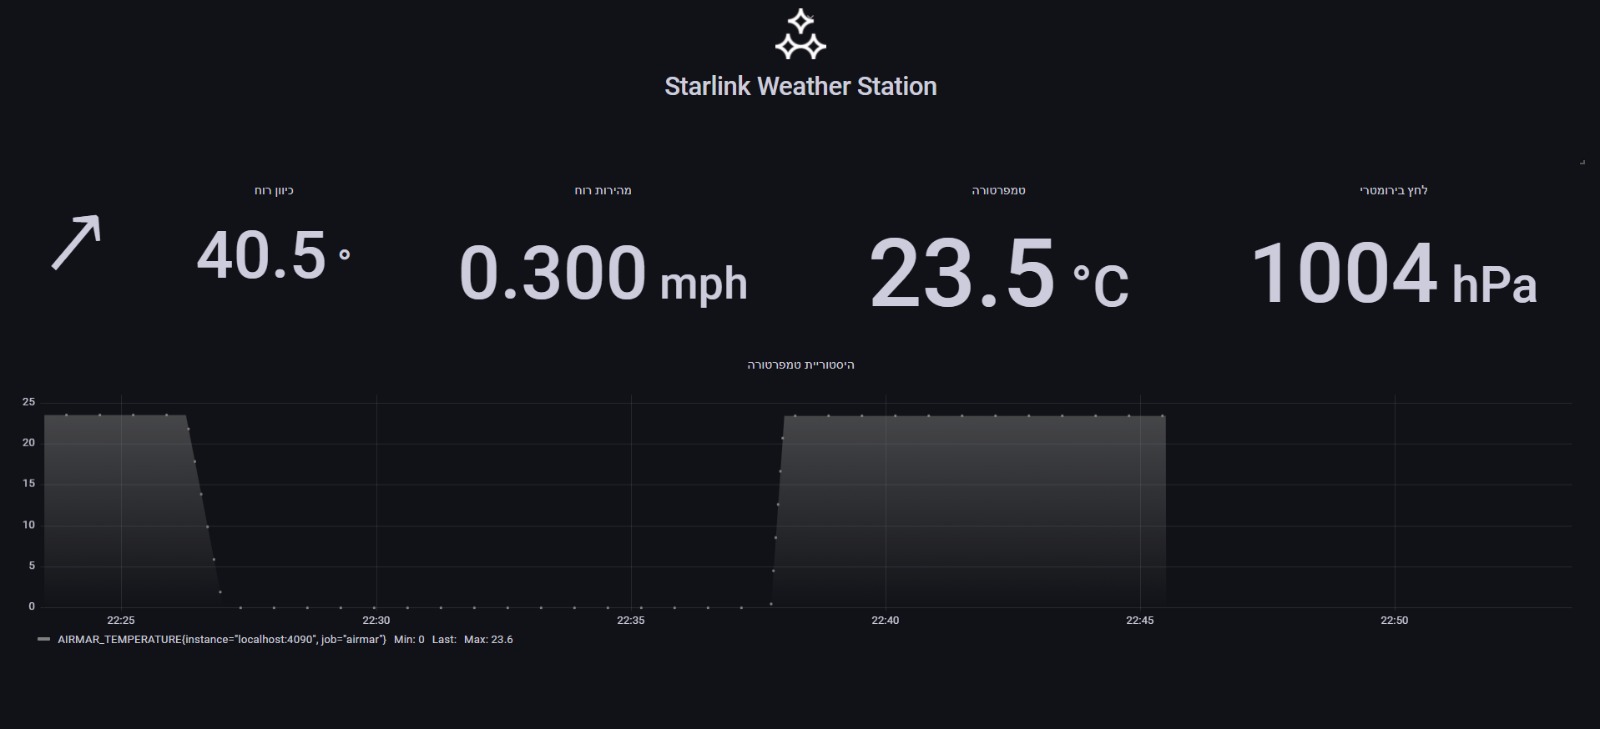 Starlink Weather Station
כיוון רוח
מהירות רוח
טמפרטורה
לחץ בירומטרי
40.5 °
0.300 mph
23.5 °C
1004 hPa
היסטוריית טמפרטורה
25
20
15
10
5
0
22:25 22:30 22:35 22:40 22:45 22:50
AIRMAR_TEMPERATURE{instance="localhost:4090", job="airmar"} Min: 0 Last: Max: 23.6